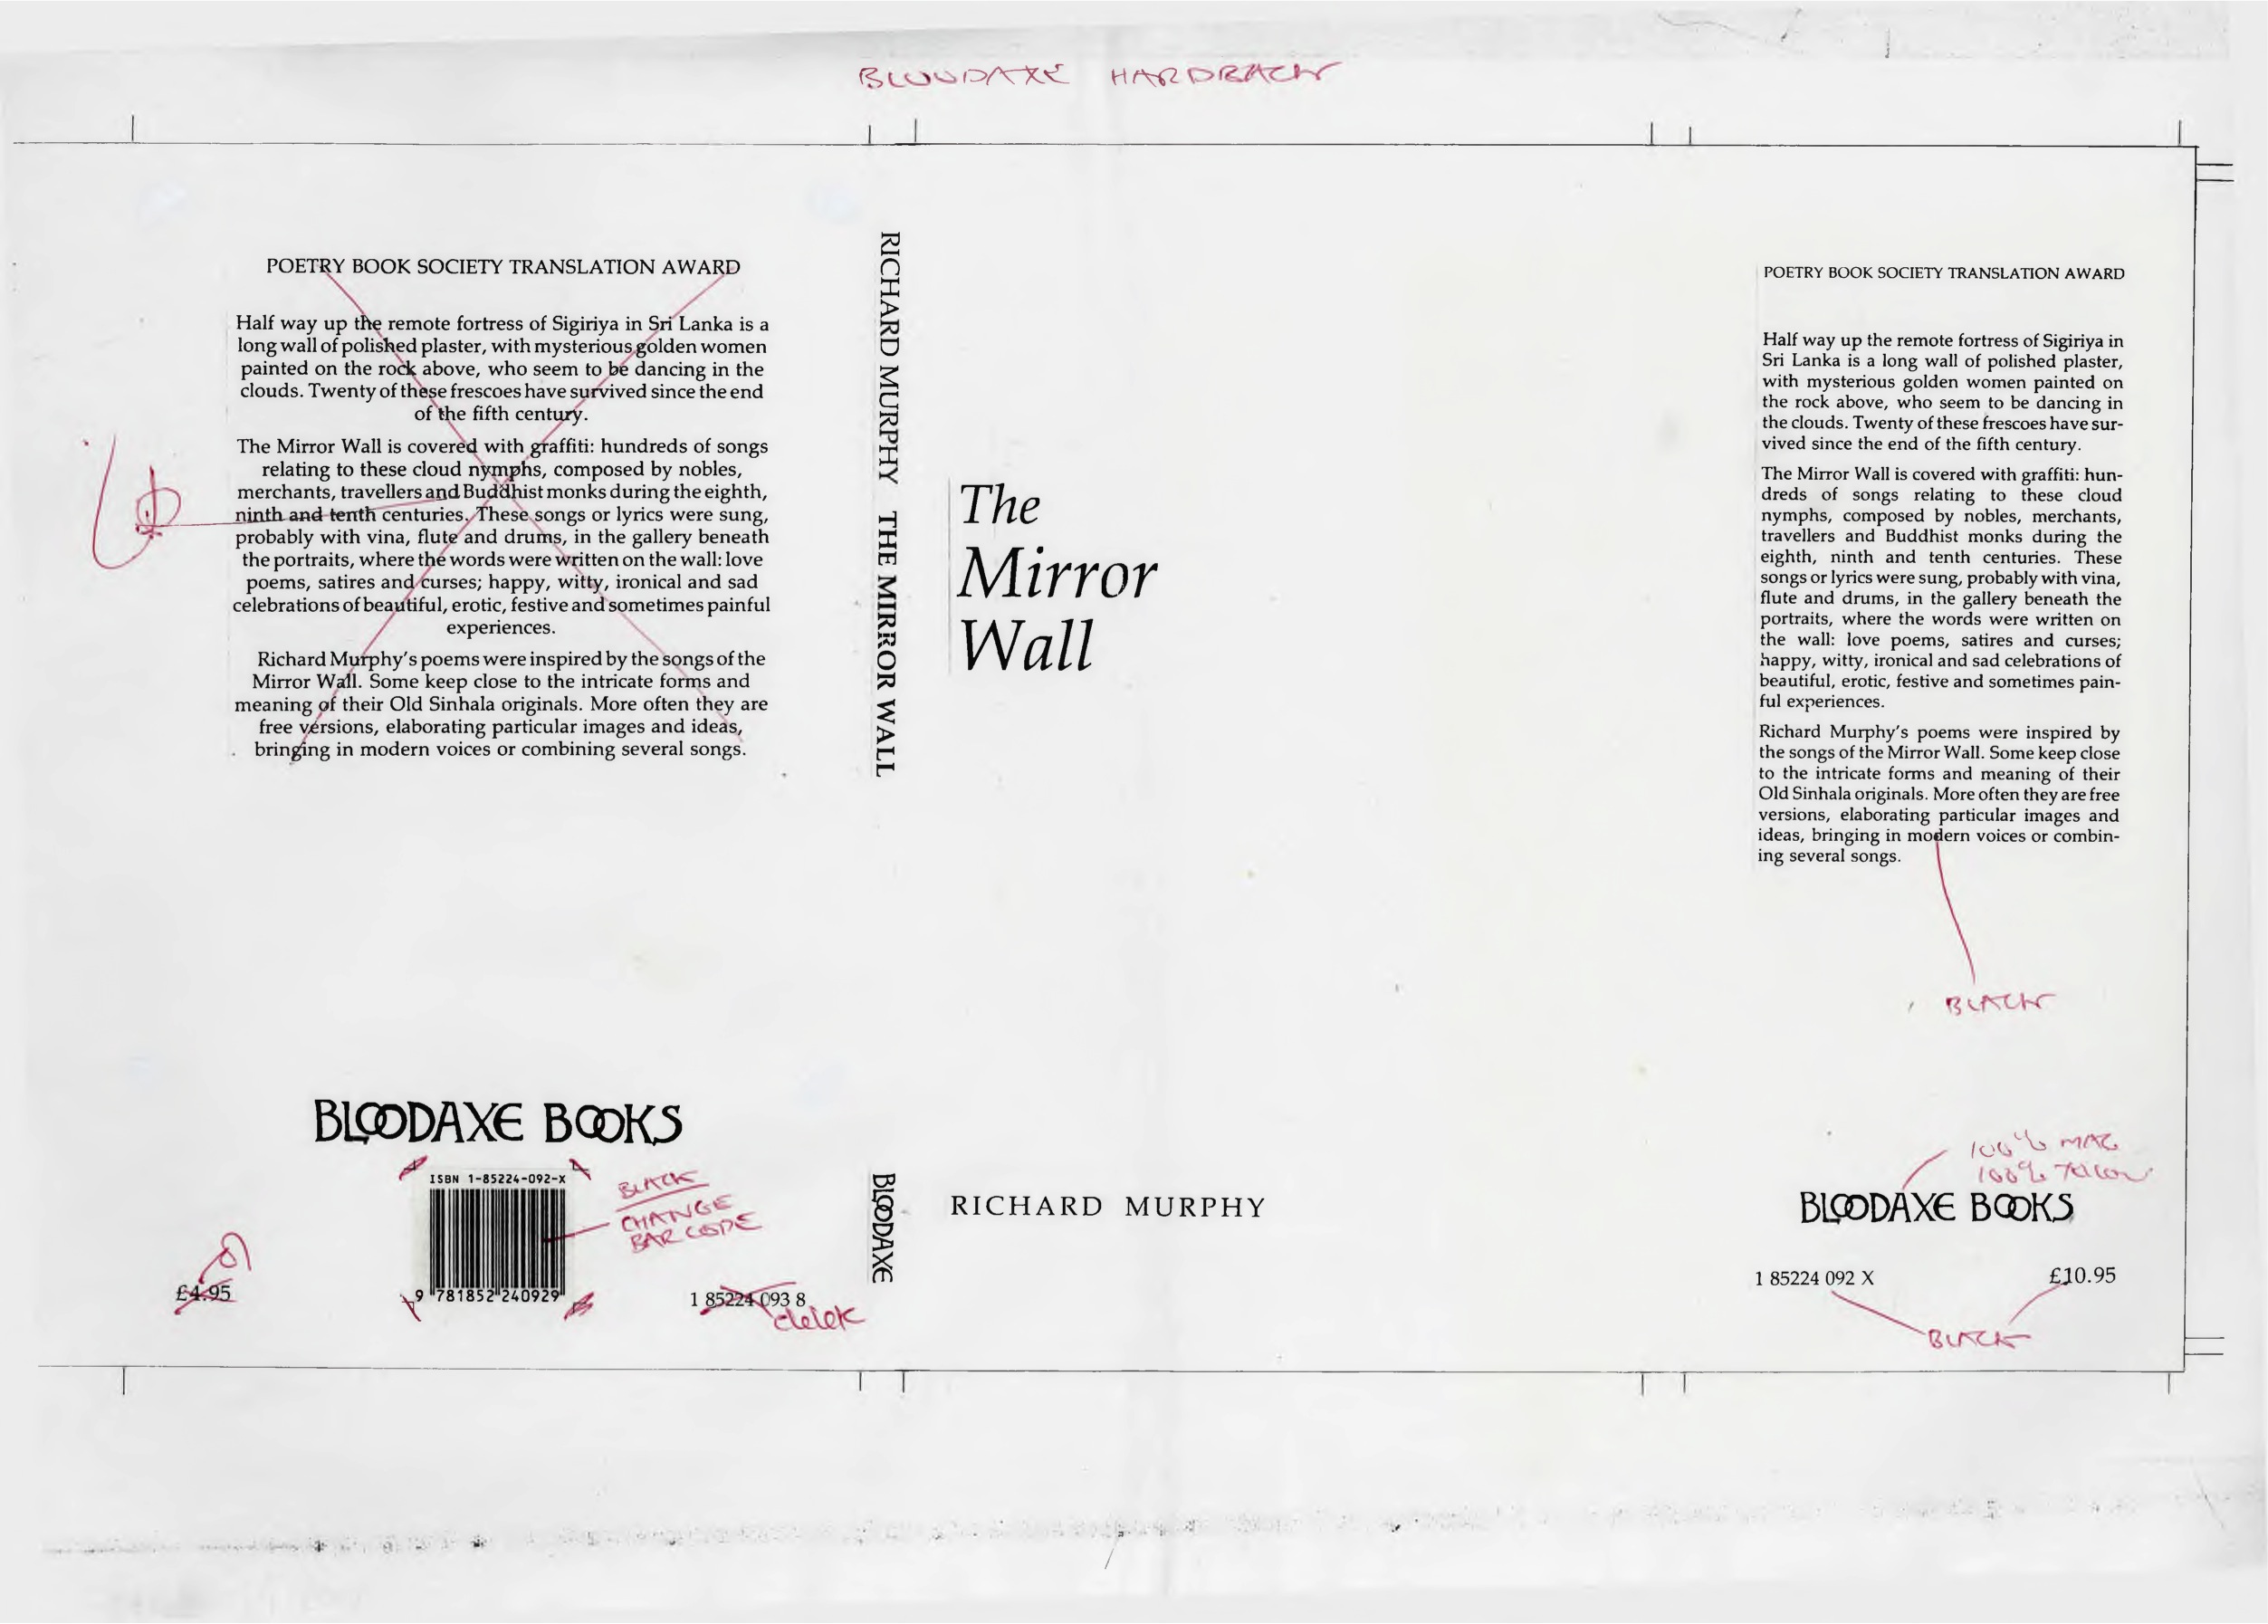 BLOODAXE HARDBACK
POETRY BOOK SOCIETY TRANSLATION AWARD
Half way up the remote fortress of Sigiriya in Sri Lanka is a
long wall of polished plaster, with mysterious golden women
painted on the rock above, who seem to be dancing in the
clouds. Twenty of these frescoes have survived since the end
of the fifth century.
The Mirror Wall is covered with graffiti: hundreds of songs
relating to these cloud nymphs, composed by nobles,
merchants, travellers and Buddhist monks during the eighth,
ninth and tenth centuries. These songs or lyrics were sung,
probably with vina, flute and drums, in the gallery beneath
the portraits, where the words were written on the wall: love
poems, satires and curses; happy, witty, ironical and sad
celebrations of beautiful, erotic, festive and sometimes painful
experiences.
Richard Murphy's poems were inspired by the songs of the
Mirror Wall. Some keep close to the intricate forms and
meaning of their Old Sinhala originals. More often they are
free versions, elaborating particular images and ideas,
bringing in modern voices or combining several songs.
BLOODAXE BOOKS
ISBN 1-85224-092-X
9 781852 240929
BLACK
CHANGE
BAR CODE
£4.95
1 85224 093 8
delete
RICHARD MURPHY THE MIRROR WALL
BLOODAXE
The
Mirror
Wall
RICHARD MURPHY
POETRY BOOK SOCIETY TRANSLATION AWARD
Half way up the remote fortress of Sigiriya in
Sri Lanka is a long wall of polished plaster,
with mysterious golden women painted on
the rock above, who seem to be dancing in
the clouds. Twenty of these frescoes have sur-
vived since the end of the fifth century.
The Mirror Wall is covered with graffiti: hun-
dreds of songs relating to these cloud
nymphs, composed by nobles, merchants,
travellers and Buddhist monks during the
eighth, ninth and tenth centuries. These
songs or lyrics were sung, probably with vina,
flute and drums, in the gallery beneath the
portraits, where the words were written on
the wall: love poems, satires and curses;
happy, witty, ironical and sad celebrations of
beautiful, erotic, festive and sometimes pain-
ful experiences.
Richard Murphy's poems were inspired by
the songs of the Mirror Wall. Some keep close
to the intricate forms and meaning of their
Old Sinhala originals. More often they are free
versions, elaborating particular images and
ideas, bringing in modern voices or combin-
ing several songs.
BLACK
100% MAG
100% YELLOW
BLOODAXE BOOKS
1 85224 092 X
£10.95
BLACK